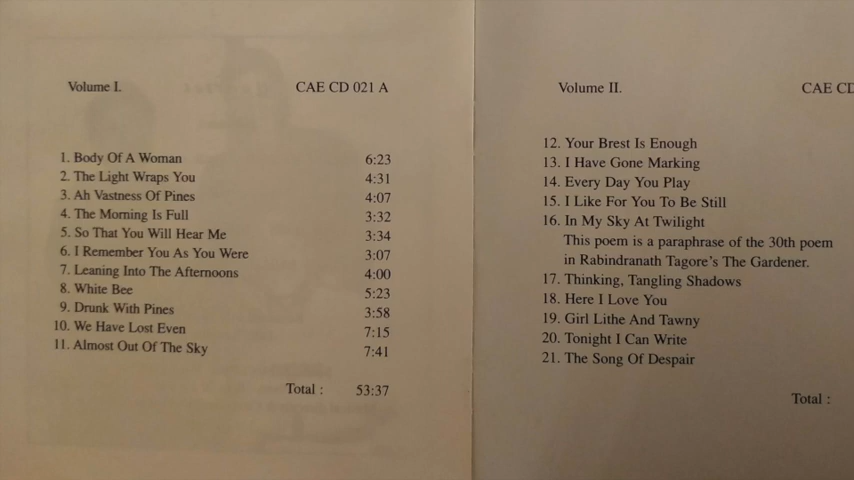 Volume I. CAE CD 021 A
1. Body Of A Woman 6:23
2. The Light Wraps You 4:31
3. Ah Vastness Of Pines 4:07
4. The Morning Is Full 3:32
5. So That You Will Hear Me 3:34
6. I Remember You As You Were 3:07
7. Leaning Into The Afternoons 4:00
8. White Bee 5:23
9. Drunk With Pines 3:58
10. We Have Lost Even 7:15
11. Almost Out Of The Sky 7:41
Total : 53:37
Volume II. CAE CD
12. Your Brest Is Enough
13. I Have Gone Marking
14. Every Day You Play
15. I Like For You To Be Still
16. In My Sky At Twilight
This poem is a paraphrase of the 30th poem
in Rabindranath Tagore's The Gardener.
17. Thinking, Tangling Shadows
18. Here I Love You
19. Girl Lithe And Tawny
20. Tonight I Can Write
21. The Song Of Despair
Total :